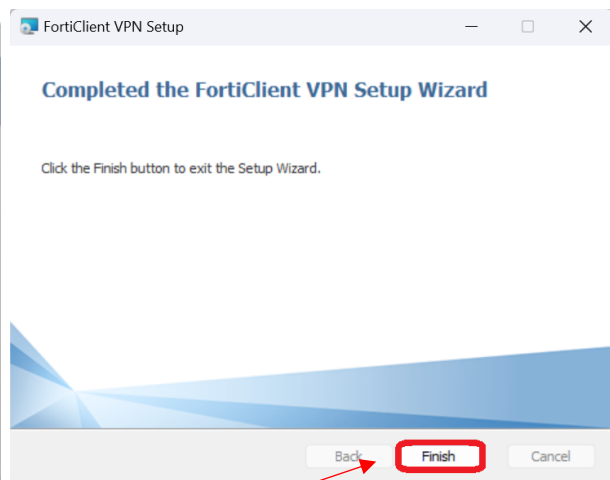 FortiClient VPN Setup
Completed the FortiClient VPN Setup Wizard
Click the Finish button to exit the Setup Wizard.
Back Finish Cancel